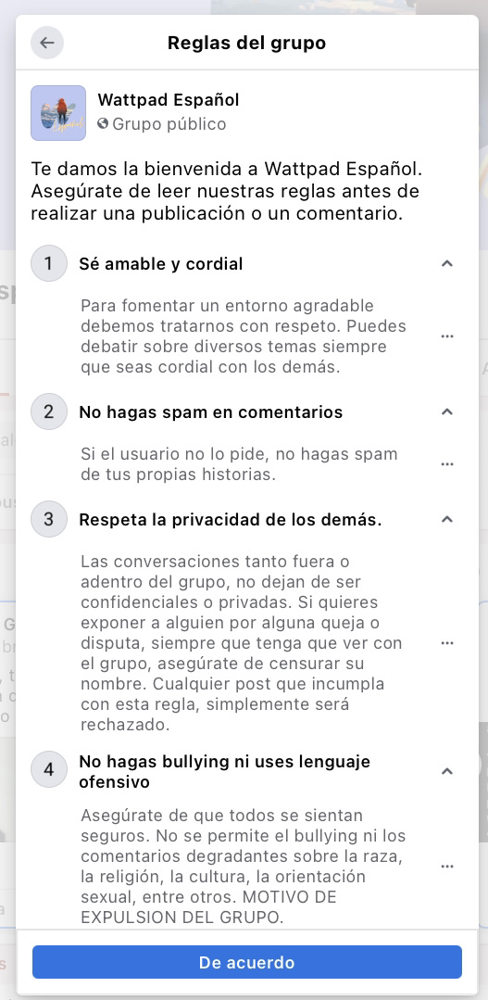 Reglas del grupo
Wattpad Español
Grupo público
Te damos la bienvenida a Wattpad Español.
Asegúrate de leer nuestras reglas antes de
realizar una publicación o un comentario.
1 Sé amable y cordial
Para fomentar un entorno agradable
debemos tratarnos con respeto. Puedes
debatir sobre diversos temas siempre
que seas cordial con los demás.
2 No hagas spam en comentarios
Si el usuario no lo pide, no hagas spam
de tus propias historias.
3 Respeta la privacidad de los demás.
Las conversaciones tanto fuera o
adentro del grupo, no dejan de ser
confidenciales o privadas. Si quieres
exponer a alguien por alguna queja o
disputa, siempre que tenga que ver con
el grupo, asegúrate de censurar su
nombre. Cualquier post que incumpla
con esta regla, simplemente será
rechazado.
4 No hagas bullying ni uses lenguaje
ofensivo
Asegúrate de que todos se sientan
seguros. No se permite el bullying ni los
comentarios degradantes sobre la raza,
la religión, la cultura, la orientación
sexual, entre otros. MOTIVO DE
EXPULSION DEL GRUPO.
De acuerdo